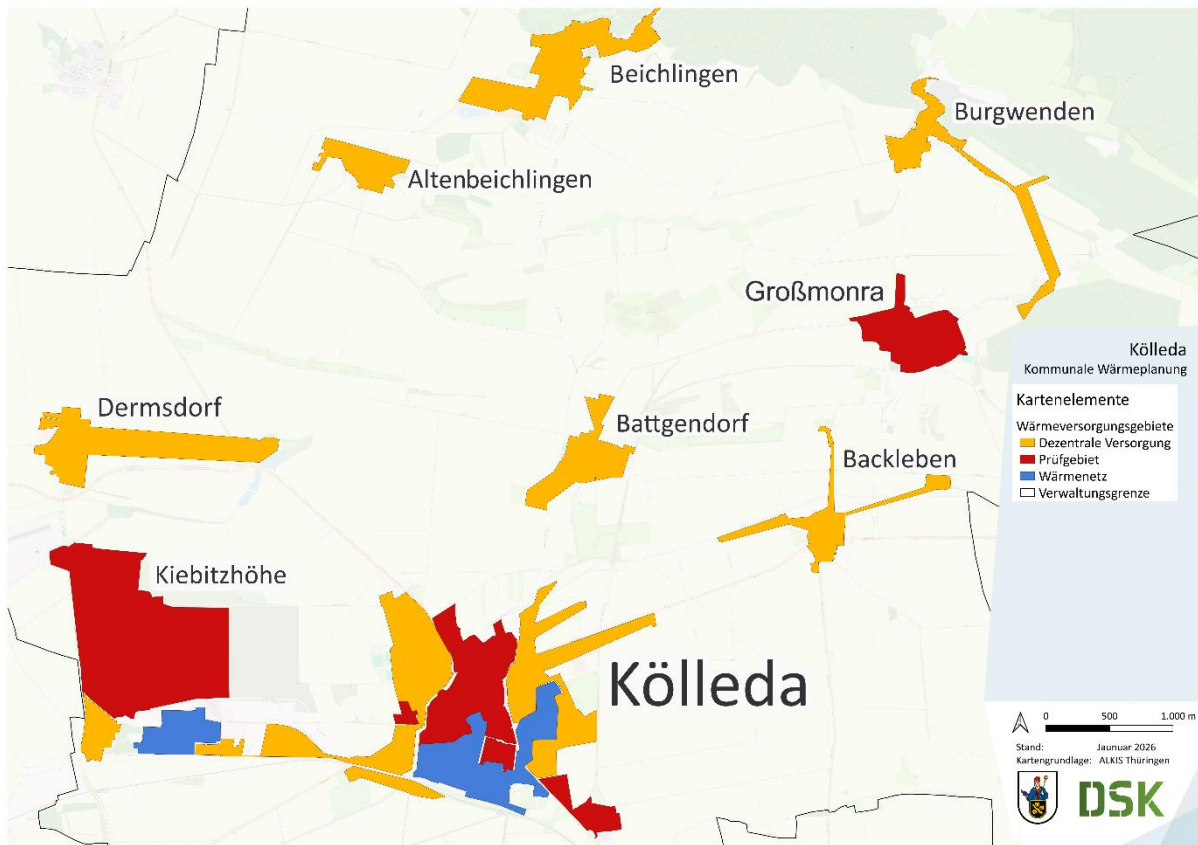 Beichlingen
Burgwenden
Altenbeichlingen
Großmonra
Kölleda
Kommunale Wärmeplanung
Kartenelemente
Wärmeversorgungsgebiete
Dezentrale Versorgung
Prüfgebiet
Wärmenetz
Verwaltungsgrenze
Dermsdorf
Battgendorf
Backleben
Kiebitzhöhe
Kölleda
0 500 1.000 m
Stand: Jaunuar 2026
Kartengrundlage: ALKIS Thüringen
DSK